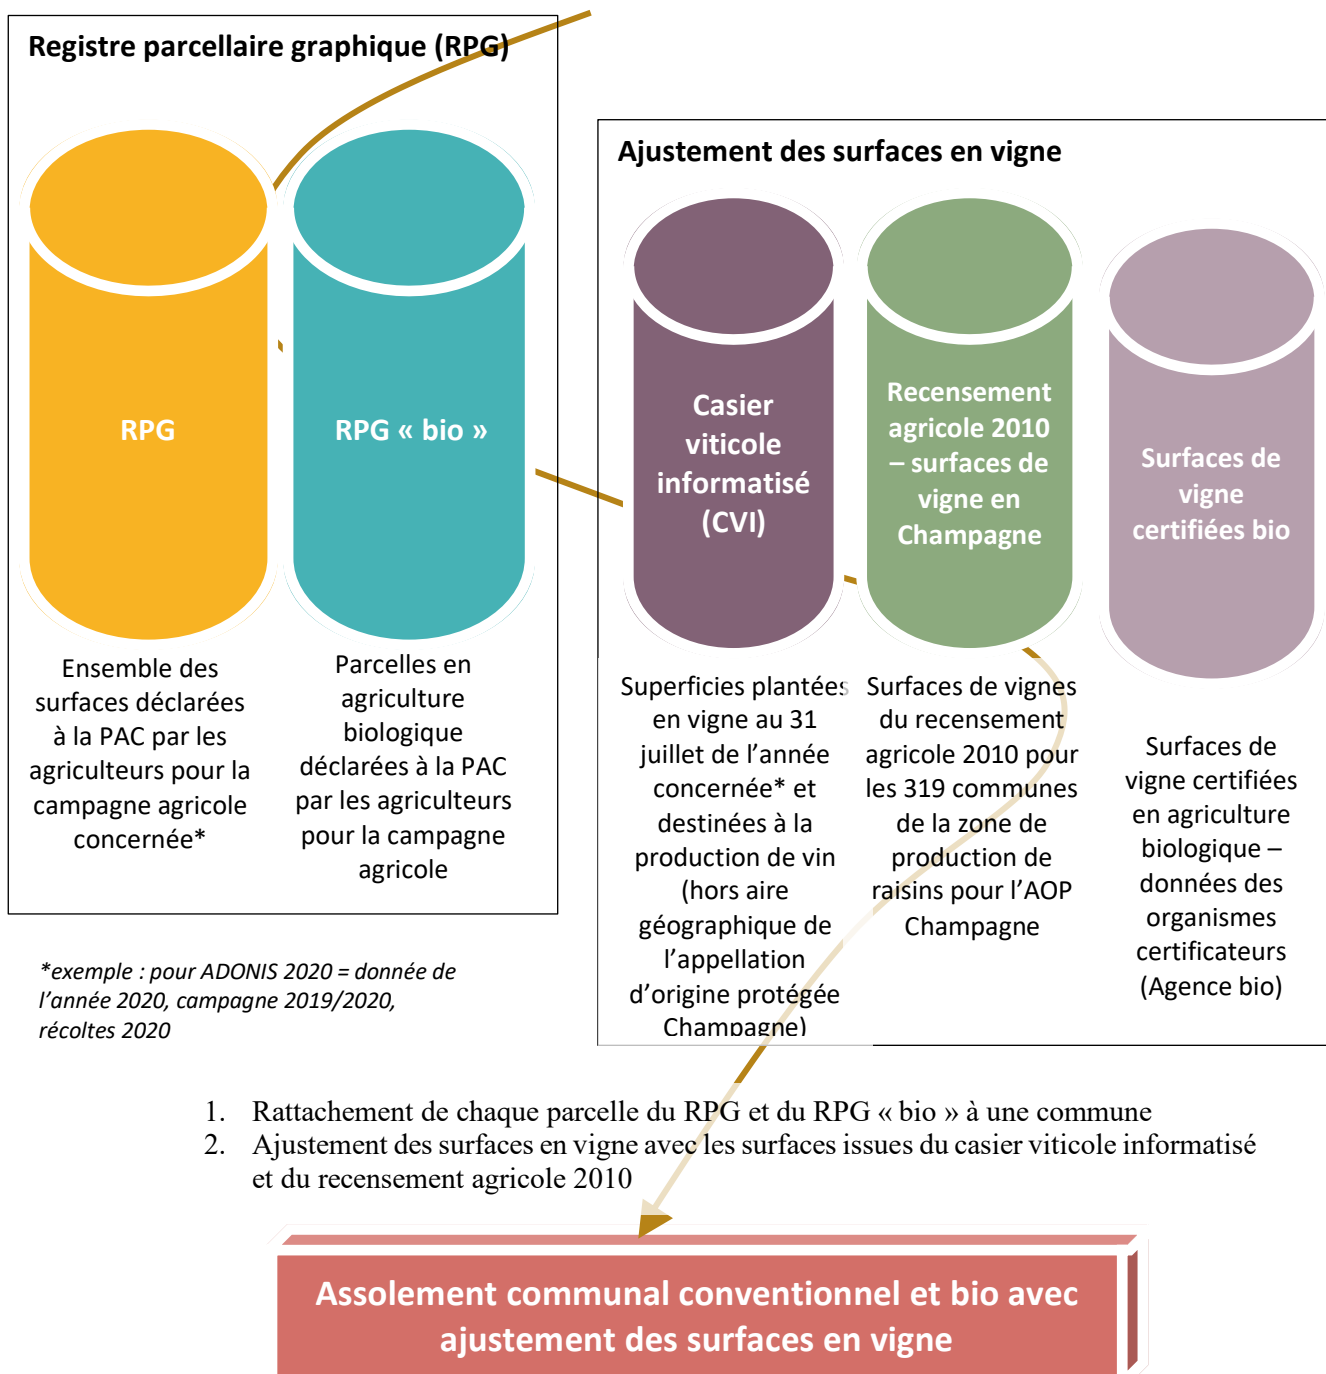 Registre parcellaire graphique (RPG)
RPG
RPG « bio »
Ensemble des
surfaces déclarées
à la PAC par les
agriculteurs pour la
campagne agricole
concernée*
Parcelles en
agriculture
biologique
déclarées à la PAC
par les agriculteurs
pour la campagne
agricole
Ajustement des surfaces en vigne
Casier
viticole
informatisé
(CVI)
Recensement
agricole 2010
– surfaces de
vigne en
Champagne
Surfaces de
vigne
certifiées bio
Superficies plantées
en vigne au 31
juillet de l’année
concernée* et
destinées à la
production de vin
(hors aire
géographique de
l’appellation
d’origine protégée
Champagne)
Surfaces de vignes
du recensement
agricole 2010 pour
les 319 communes
de la zone de
production de
raisins pour l’AOP
Champagne
Surfaces de
vigne certifiées
en agriculture
biologique –
données des
organismes
certificateurs
(Agence bio)
*exemple : pour ADONIS 2020 = donnée de
l’année 2020, campagne 2019/2020,
récoltes 2020
1. Rattachement de chaque parcelle du RPG et du RPG « bio » à une commune
2. Ajustement des surfaces en vigne avec les surfaces issues du casier viticole informatisé
et du recensement agricole 2010
Assolement communal conventionnel et bio avec
ajustement des surfaces en vigne